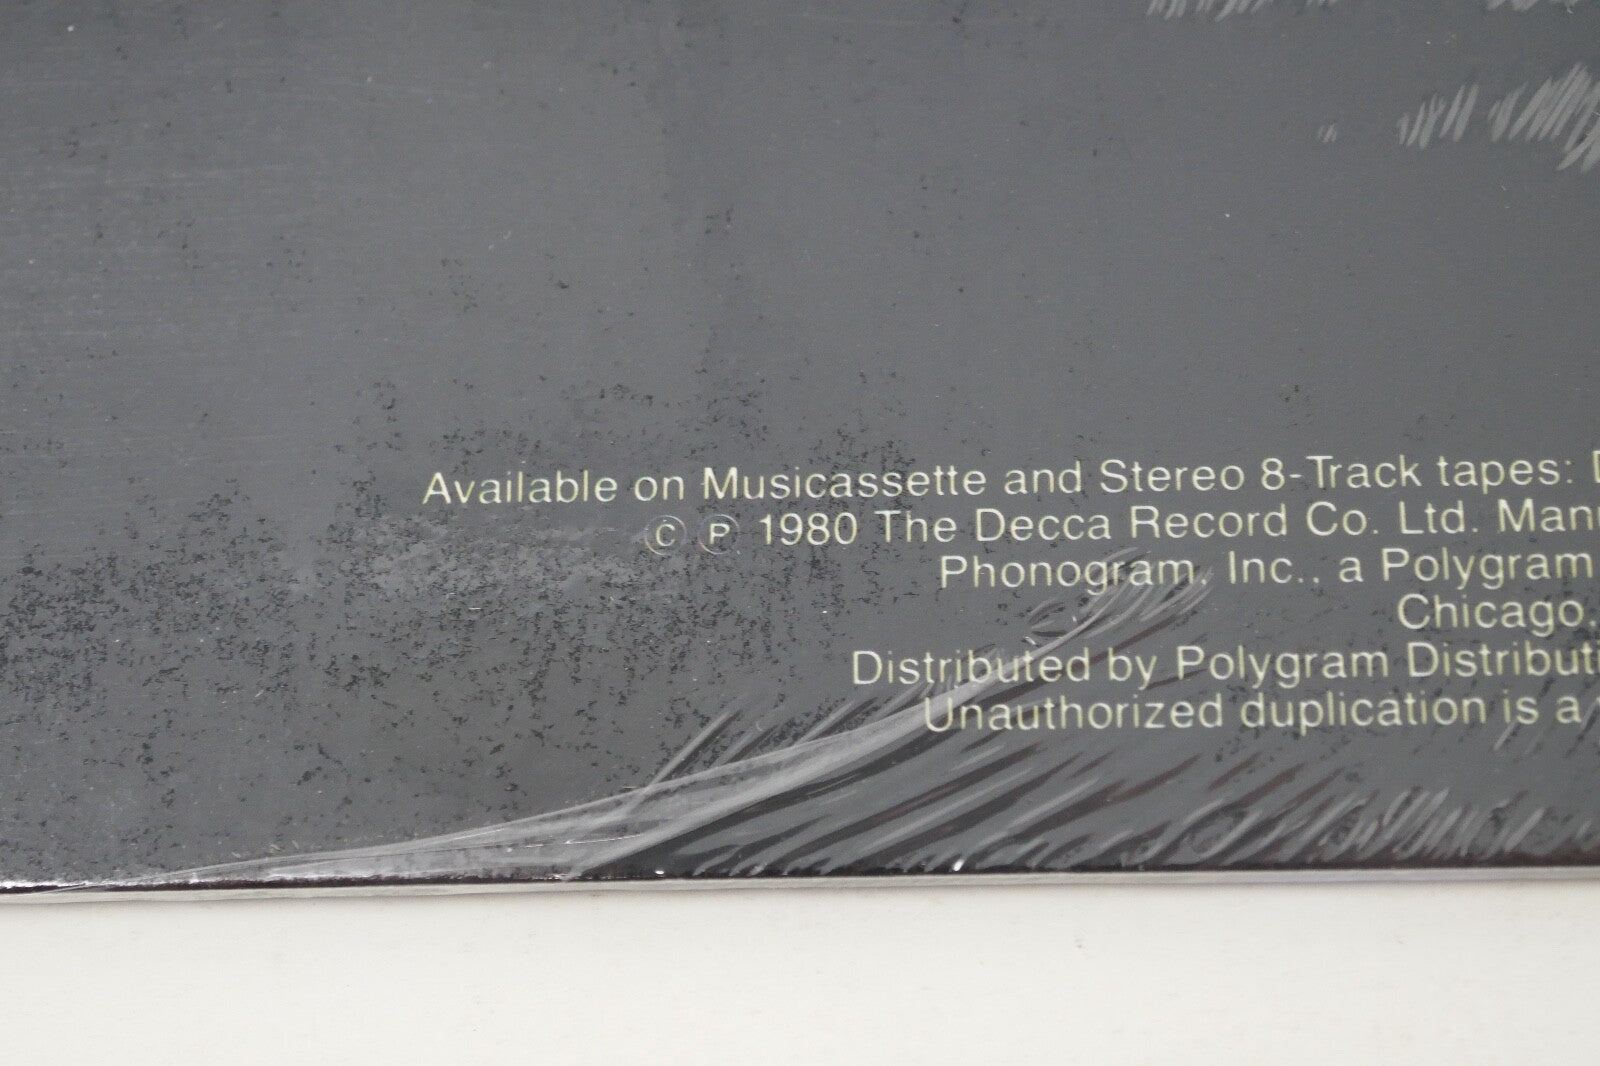 Available on Musicassette and Stereo 8-Track tapes:
© ℗ 1980 The Decca Record Co. Ltd.
Phonogram, Inc., a Polygram
Chicago,
Distributed by Polygram
Unauthorized duplication is a